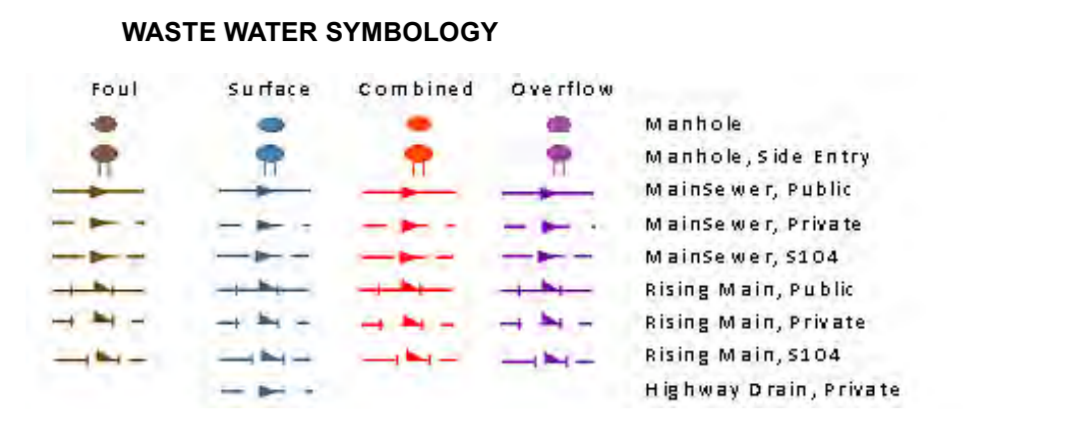 WASTE WATER SYMBOLOGY
Foul Surface Combined Overflow
Manhole
Manhole, Side Entry
MainSewer, Public
MainSewer, Private
MainSewer, S104
Rising Main, Public
Rising Main, Private
Rising Main, S104
Highway Drain, Private